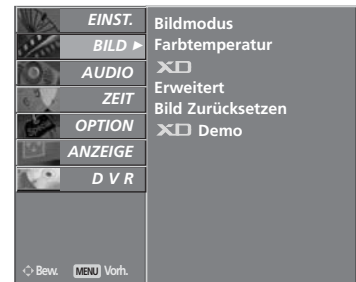 EINST.
BILD ►
AUDIO
ZEIT
OPTION
ANZEIGE
D V R
Bildmodus
Farbtemperatur
XD
Erweitert
Bild Zurücksetzen
XD Demo
Bew. MENU Vorh.